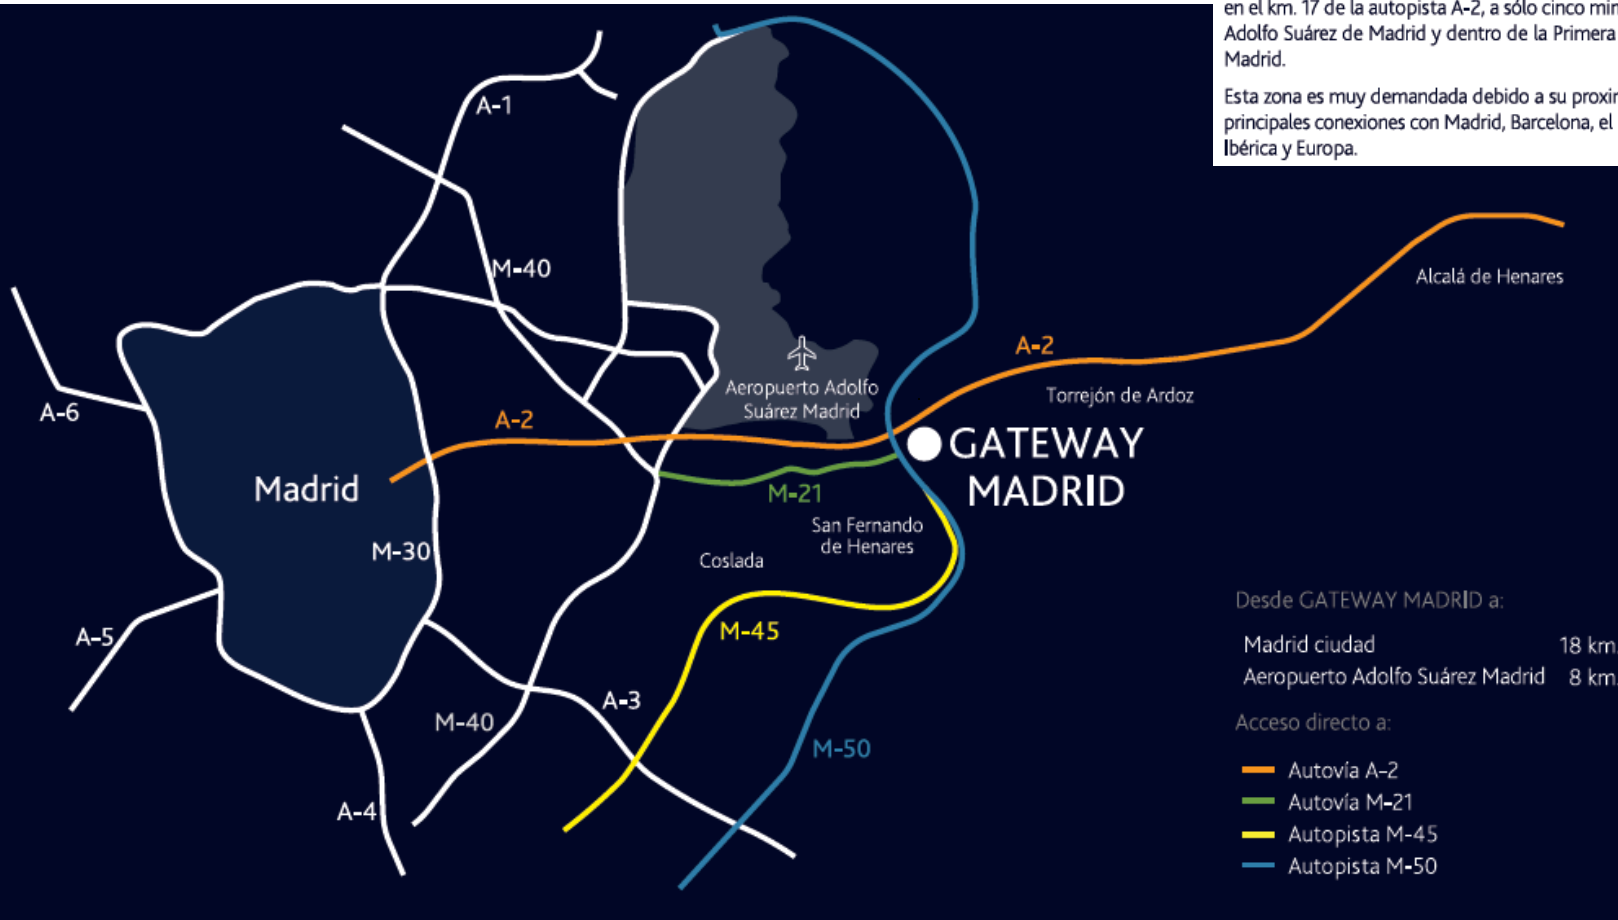 en el km. 17 de la autopista A-2, a sólo cinco
Adolfo Suárez de Madrid y dentro de la Primera
Madrid.
Esta zona es muy demandada debido a su
principales conexiones con Madrid, Barcelona, el
Ibérica y Europa.
A-1
M-40
Alcalá de Henares
A-2
Aeropuerto Adolfo
Suárez Madrid
Torrejón de Ardoz
A-6
A-2
GATEWAY
MADRID
Madrid
M-21
San Fernando
de Henares
M-30
Coslada
A-5
M-45
A-3
M-40
M-50
A-4
Desde GATEWAY MADRID a:
Madrid ciudad 18 km.
Aeropuerto Adolfo Suárez Madrid 8 km.
Acceso directo a:
Autovía A-2
Autovía M-21
Autopista M-45
Autopista M-50